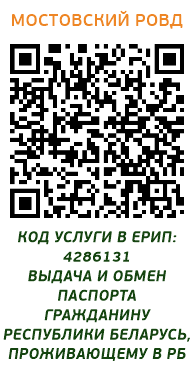 МОСТОВСКИЙ РОВД
КОД УСЛУГИ В ЕРИП:
4286131
ВЫДАЧА И ОБМЕН
ПАСПОРТА
ГРАЖДАНИНУ
РЕСПУБЛИКИ БЕЛАРУСЬ,
ПРОЖИВАЮЩЕМУ В РБ